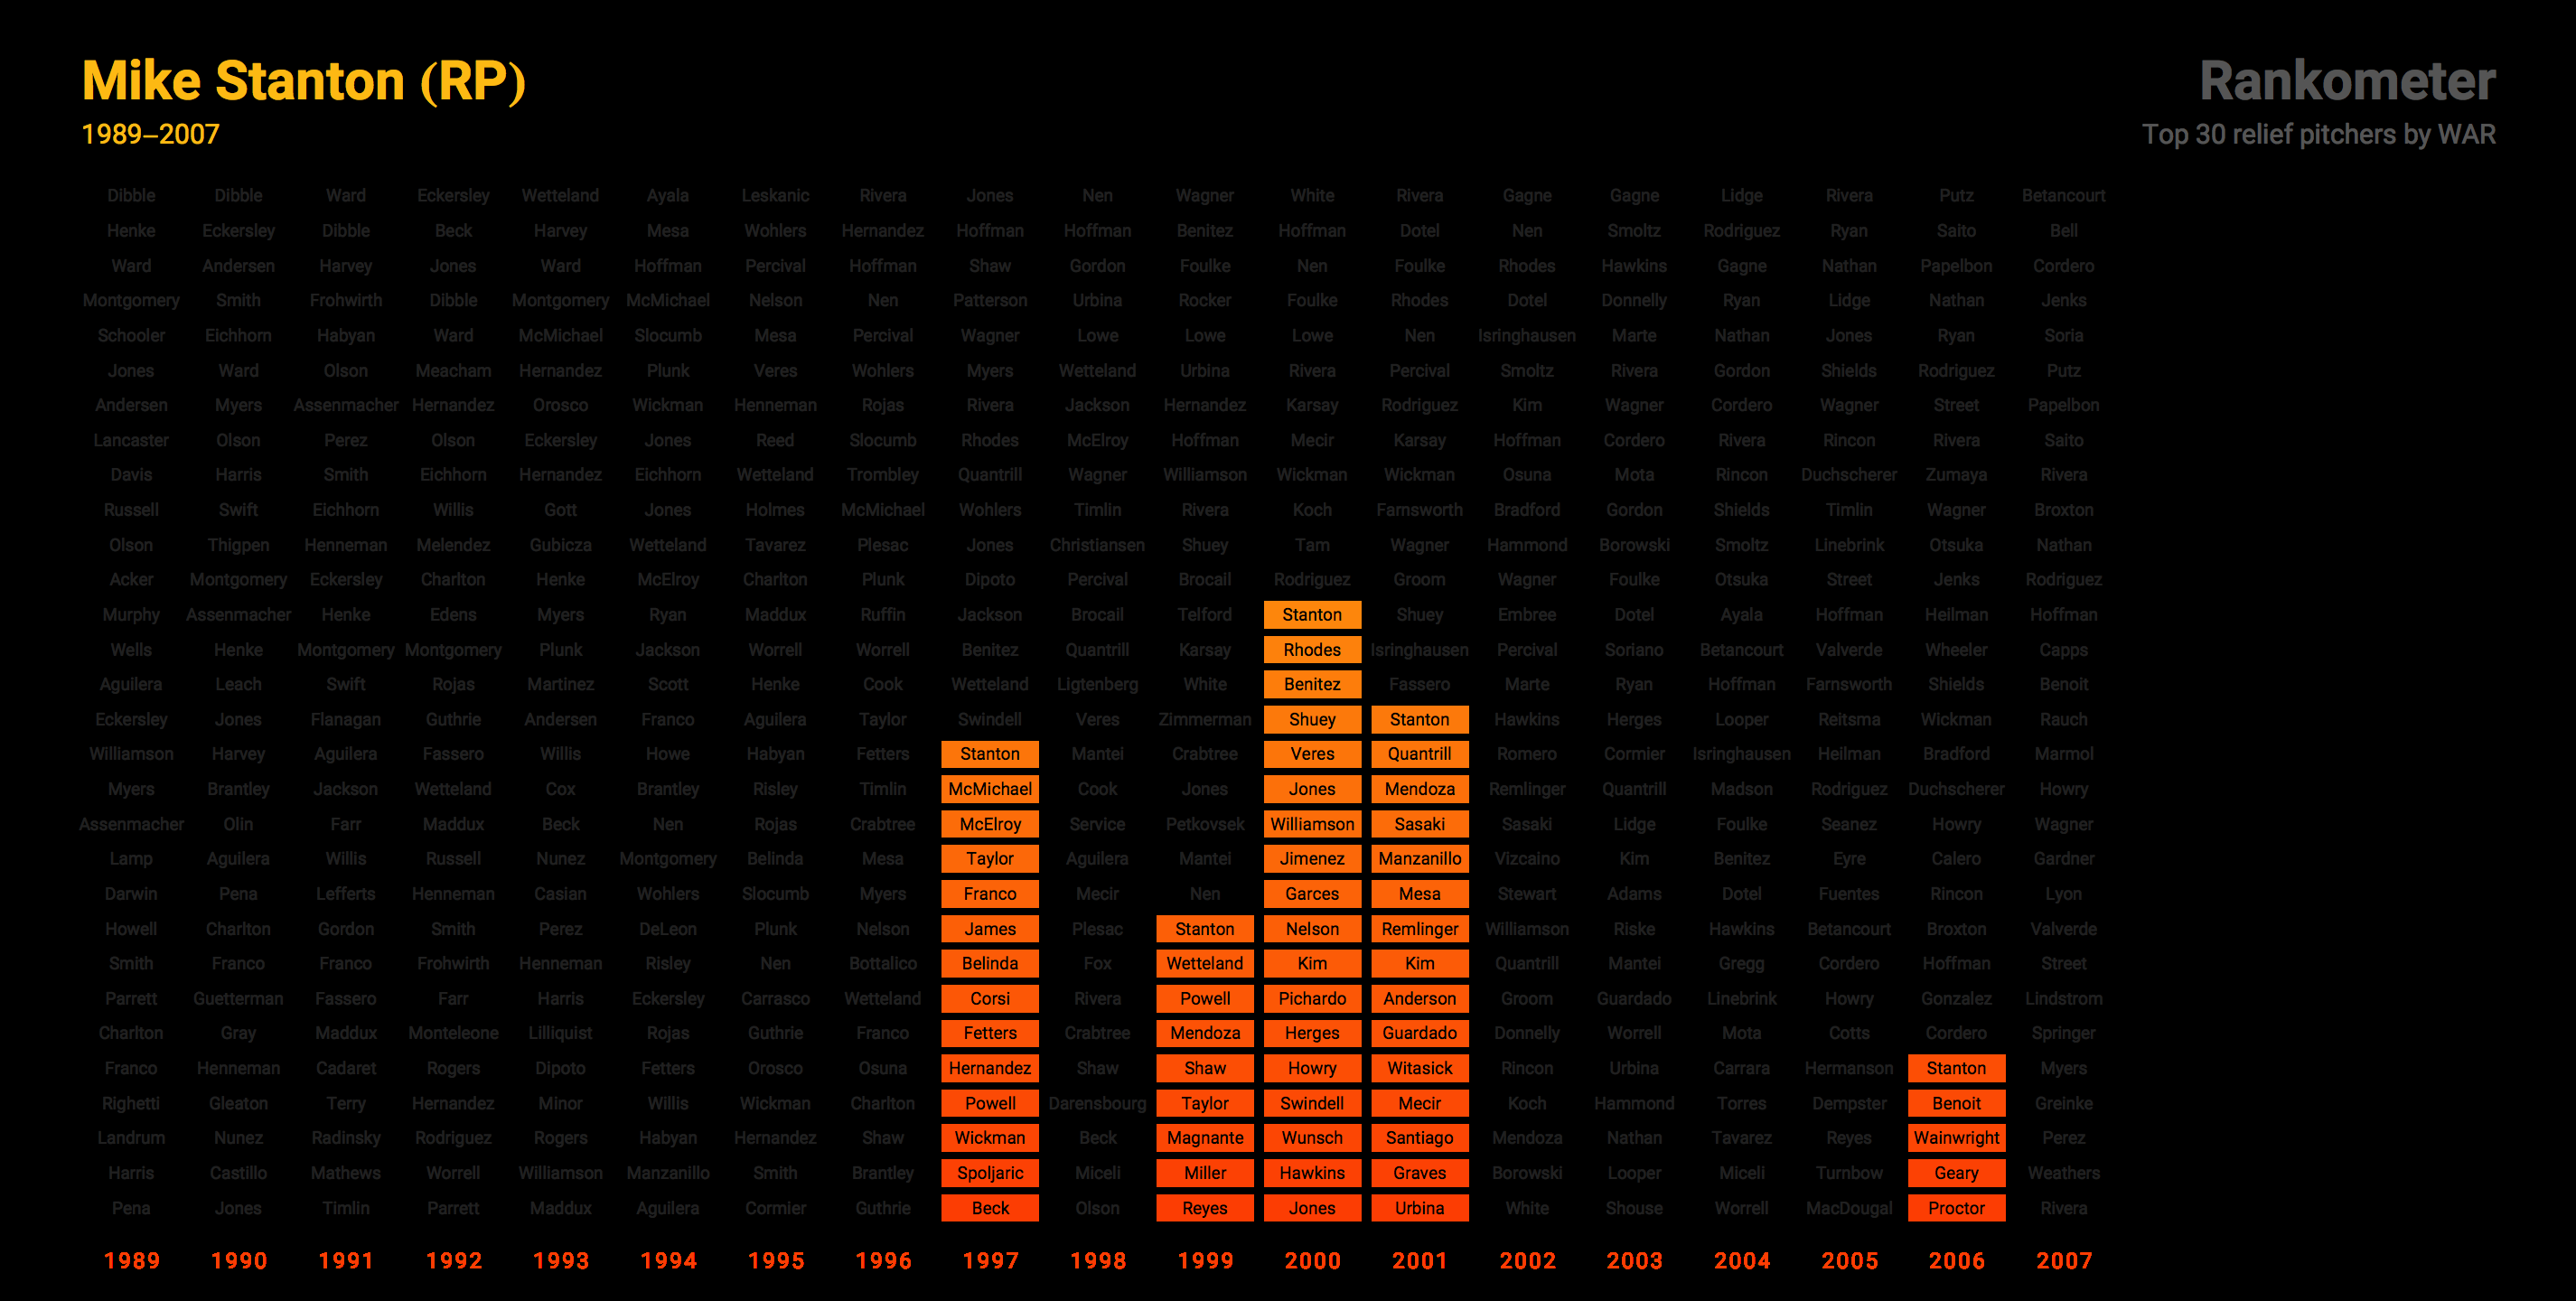 Mike Stanton (RP)
Rankometer
1989–2007
Top 30 relief pitchers by WAR
Dibble Dibble Ward Eckersley Wetteland Ayala Leskanic Rivera Jones Nen Wagner White Rivera Gagne Gagne Lidge Rivera Putz Betancourt
Henke Eckersley Dibble Beck Harvey Mesa Wohlers Hernandez Hoffman Hoffman Benitez Hoffman Dotel Nen Smoltz Rodriguez Ryan Saito Bell
Ward Andersen Harvey Jones Ward Hoffman Percival Hoffman Shaw Gordon Foulke Nen Foulke Rhodes Hawkins Gagne Nathan Papelbon Cordero
Montgomery Smith Frohwirth Dibble Montgomery McMichael Nelson Nen Patterson Urbina Rocker Foulke Rhodes Dotel Donnelly Ryan Lidge Nathan Jenks
Schooler Eichhorn Habyan Ward McMichael Slocumb Mesa Percival Wagner Lowe Lowe Lowe Nen Isringhausen Marte Nathan Jones Ryan Soria
Jones Ward Olson Meacham Hernandez Plunk Veres Wohlers Myers Wetteland Urbina Rivera Percival Smoltz Rivera Gordon Shields Rodriguez Putz
Andersen Myers Assenmacher Hernandez Orosco Wickman Henneman Rojas Rivera Jackson Hernandez Karsay Rodriguez Kim Wagner Cordero Wagner Street Papelbon
Lancaster Olson Perez Olson Eckersley Jones Reed Slocumb Rhodes McElroy Hoffman Mecir Karsay Hoffman Cordero Rivera Rincon Rivera Saito
Davis Harris Smith Eichhorn Hernandez Eichhorn Wetteland Trombley Quantrill Wagner Williamson Wickman Wickman Osuna Mota Rincon Duchscherer Zumaya Rivera
Russell Swift Eichhorn Willis Gott Jones Holmes McMichael Wohlers Timlin Rivera Koch Farnsworth Bradford Gordon Shields Timlin Wagner Broxton
Olson Thigpen Henneman Melendez Gubicza Wetteland Tavarez Plesac Jones Christiansen Shuey Tam Wagner Hammond Borowski Smoltz Linebrink Otsuka Nathan
Acker Montgomery Eckersley Charlton Henke McElroy Charlton Plunk Dipoto Percival Brocail Rodriguez Groom Wagner Foulke Otsuka Street Jenks Rodriguez
Murphy Assenmacher Henke Edens Myers Ryan Maddux Ruffin Jackson Brocail Telford Stanton Shuey Embree Dotel Ayala Hoffman Heilman Hoffman
Wells Henke Montgomery Montgomery Plunk Jackson Worrell Worrell Benitez Quantrill Karsay Rhodes Isringhausen Percival Soriano Betancourt Valverde Wheeler Capps
Aguilera Leach Swift Rojas Martinez Scott Henke Cook Wetteland Ligtenberg White Benitez Fassero Marte Ryan Hoffman Farnsworth Shields Benoit
Eckersley Jones Flanagan Guthrie Andersen Franco Aguilera Taylor Swindell Veres Zimmerman Shuey Stanton Hawkins Herges Looper Reitsma Wickman Rauch
Williamson Harvey Aguilera Fassero Willis Howe Habyan Fetters Stanton Mantei Crabtree Veres Quantrill Romero Cormier Isringhausen Heilman Bradford Marmol
Myers Brantley Jackson Wetteland Cox Brantley Risley Timlin McMichael Cook Jones Jones Mendoza Remlinger Quantrill Madson Rodriguez Duchscherer Howry
Assenmacher Olin Farr Maddux Beck Nen Rojas Crabtree McElroy Service Petkovsek Williamson Sasaki Sasaki Lidge Foulke Seanez Howry Wagner
Lamp Aguilera Willis Russell Nunez Montgomery Belinda Mesa Taylor Aguilera Mantei Jimenez Manzanillo Vizcaino Kim Benitez Eyre Calero Gardner
Darwin Pena Lefferts Henneman Casian Wohlers Slocumb Myers Franco Mecir Nen Garces Mesa Stewart Adams Dotel Fuentes Rincon Lyon
Howell Charlton Gordon Smith Perez DeLeon Plunk Nelson James Plesac Stanton Nelson Remlinger Williamson Riske Hawkins Betancourt Broxton Valverde
Smith Franco Franco Frohwirth Henneman Risley Nen Bottalico Belinda Fox Wetteland Kim Kim Quantrill Mantei Gregg Cordero Hoffman Street
Parrett Guetterman Fassero Farr Harris Eckersley Carrasco Wetteland Corsi Rivera Powell Pichardo Anderson Groom Guardado Linebrink Howry Gonzalez Lindstrom
Charlton Gray Maddux Monteleone Lilliquist Rojas Guthrie Franco Fetters Crabtree Mendoza Herges Guardado Donnelly Worrell Mota Cotts Cordero Springer
Franco Henneman Cadaret Rogers Dipoto Fetters Orosco Osuna Hernandez Shaw Shaw Howry Witasick Rincon Urbina Carrara Hermanson Stanton Myers
Righetti Gleaton Terry Hernandez Minor Willis Wickman Charlton Powell Darensbourg Taylor Swindell Mecir Koch Hammond Torres Dempster Benoit Greinke
Landrum Nunez Radinsky Rodriguez Rogers Habyan Hernandez Shaw Wickman Beck Magnante Wunsch Santiago Mendoza Nathan Tavarez Reyes Wainwright Perez
Harris Castillo Mathews Worrell Williamson Manzanillo Smith Brantley Spoljaric Miceli Miller Hawkins Graves Borowski Looper Miceli Turnbow Geary Weathers
Pena Jones Timlin Parrett Maddux Aguilera Cormier Guthrie Beck Olson Reyes Jones Urbina White Shouse Worrell MacDougal Proctor Rivera
1989 1990 1991 1992 1993 1994 1995 1996 1997 1998 1999 2000 2001 2002 2003 2004 2005 2006 2007